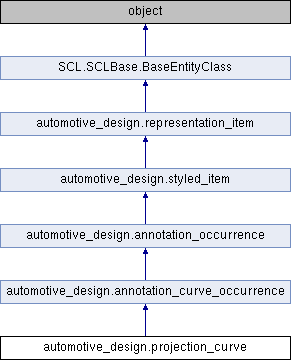 object
SCL.SCLBase.BaseEntityClass
automotive_design.representation_item
automotive_design.styled_item
automotive_design.annotation_occurrence
automotive_design.annotation_curve_occurrence
automotive_design.projection_curve